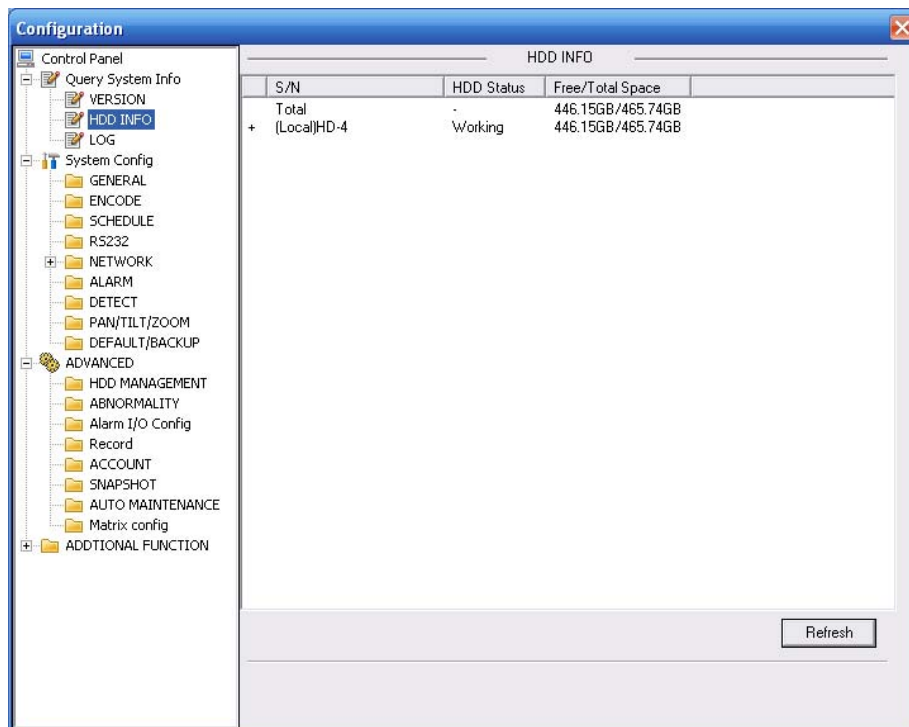 Configuration
Control Panel
Query System Info
VERSION
HDD INFO
LOG
System Config
GENERAL
ENCODE
SCHEDULE
RS232
NETWORK
ALARM
DETECT
PAN/TILT/ZOOM
DEFAULT/BACKUP
ADVANCED
HDD MANAGEMENT
ABNORMALITY
Alarm I/O Config
Record
ACCOUNT
SNAPSHOT
AUTO MAINTENANCE
Matrix config
ADDTIONAL FUNCTION
HDD INFO
S/N HDD Status Free/Total Space
Total - 446.15GB/465.74GB
+ (Local)HD-4 Working 446.15GB/465.74GB
Refresh